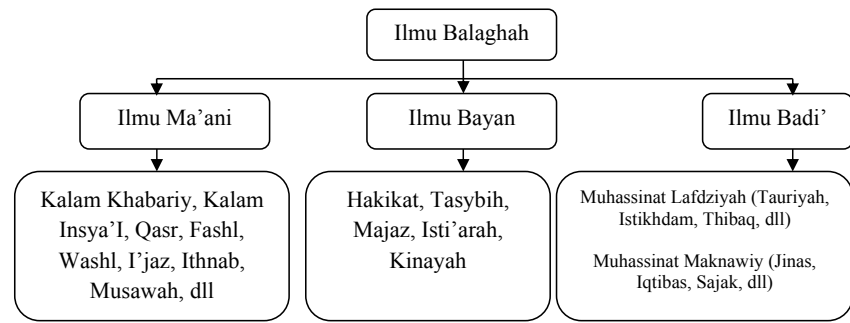 Ilmu Balaghah
Ilmu Ma’ani
Ilmu Bayan
Ilmu Badi’
Kalam Khabariy, Kalam
Insya’I, Qasr, Fashl,
Washl, I’jaz, Ithnab,
Musawah, dll
Hakikat, Tasybih,
Majaz, Isti’arah,
Kinayah
Muhassinat Lafdziyah (Tauriyah,
Istikhdam, Thibaq, dll)
Muhassinat Maknawiy (Jinas,
Iqtibas, Sajak, dll)